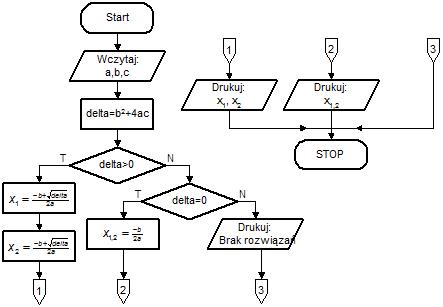 Start
Wczytaj:
a,b,c
delta=b²+4ac
delta>0
T
N
X₁ = -b+√delta/2a
X₂ = -b+√delta/2a
1
delta=0
T
N
X₁,₂ = -b/2a
2
Drukuj:
Brak rozwiązań
3
1
Drukuj:
X₁, X₂
2
Drukuj:
X₁,₂
3
STOP